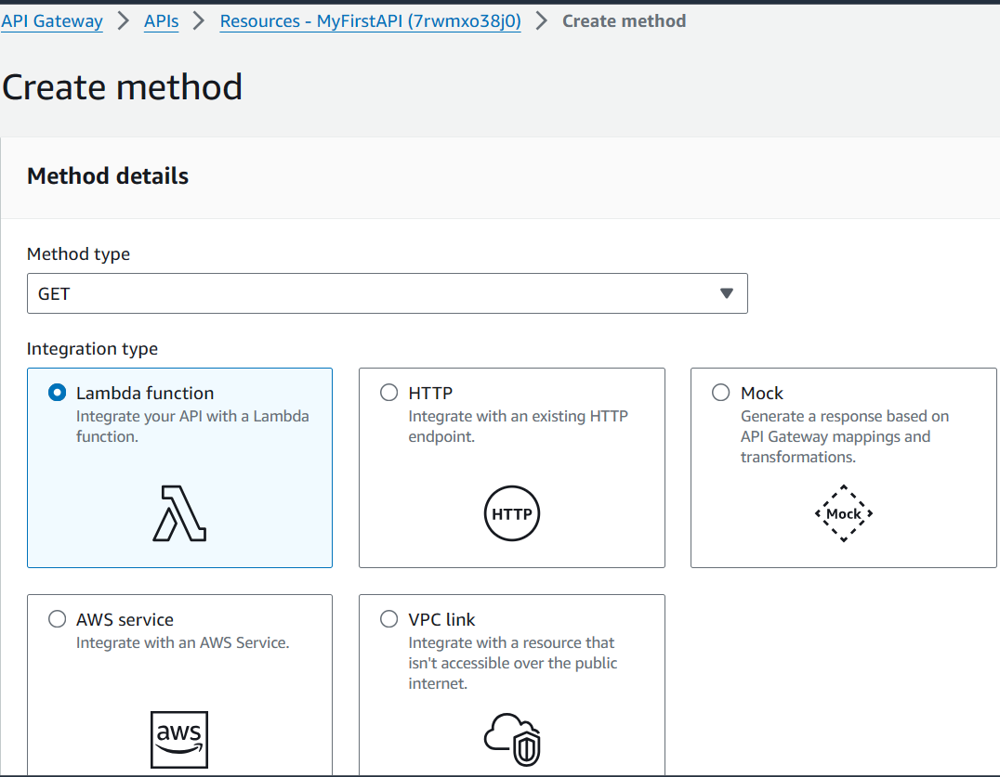 API Gateway > APIs > Resources - MyFirstAPI (7rwmxo38j0) > Create method
Create method
Method details
Method type
GET
Integration type
Lambda function
Integrate your API with a Lambda
function.
HTTP
Integrate with an existing HTTP
endpoint.
HTTP
Mock
Generate a response based on
API Gateway mappings and
transformations.
Mock
AWS service
Integrate with an AWS Service.
aws
VPC link
Integrate with a resource that
isn't accessible over the public
internet.